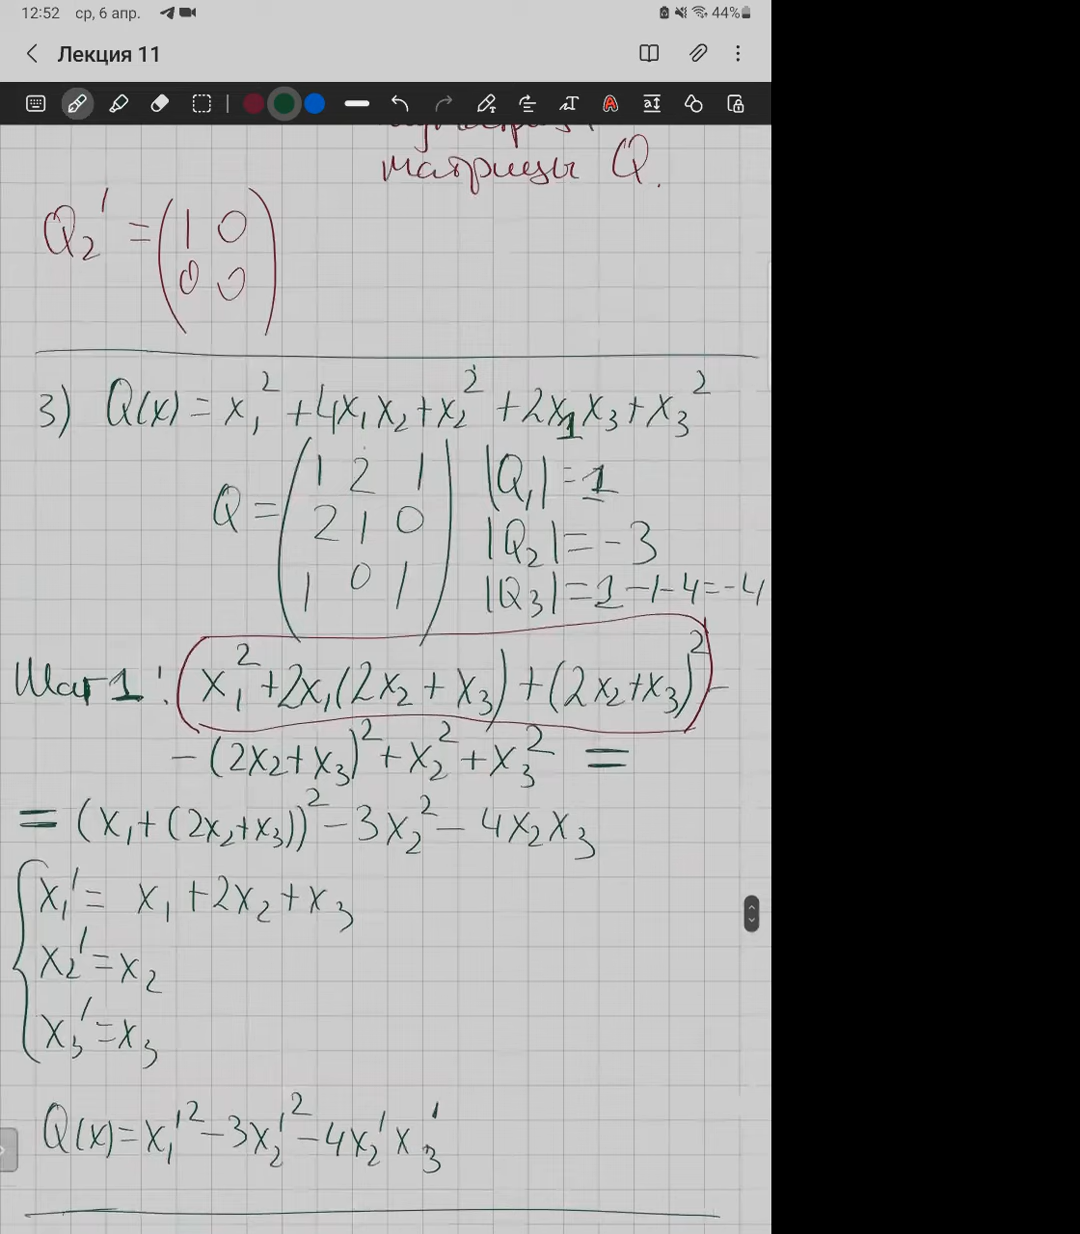 12:52 ср, 6 апр. 44%
Лекция 11
матрицы Q.
Q₂' = (1 0
0 0)
3) Q(x) = x₁² + 4x₁x₂ + x₂² + 2x₁x₃ + x₃²
Q = (1 2 1
2 1 0
1 0 1)
|Q₁| = 1
|Q₂| = -3
|Q₃| = 1-1-4 = -4
Шаг 1: x₁² + 2x₁(2x₂ + x₃) + (2x₂+x₃)² -
- (2x₂+x₃)² + x₂² + x₃² =
= (x₁ + (2x₂+x₃))² - 3x₂² - 4x₂x₃
{ x₁' = x₁ + 2x₂ + x₃
x₂' = x₂
x₃' = x₃
Q(x) = x₁'² - 3x₂'² - 4x₂'x₃'